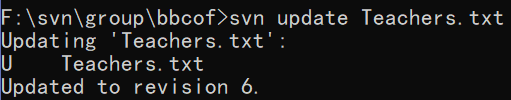 F:\svn\group\bbcof>svn update Teachers.txt
Updating 'Teachers.txt':
U    Teachers.txt
Updated to revision 6.